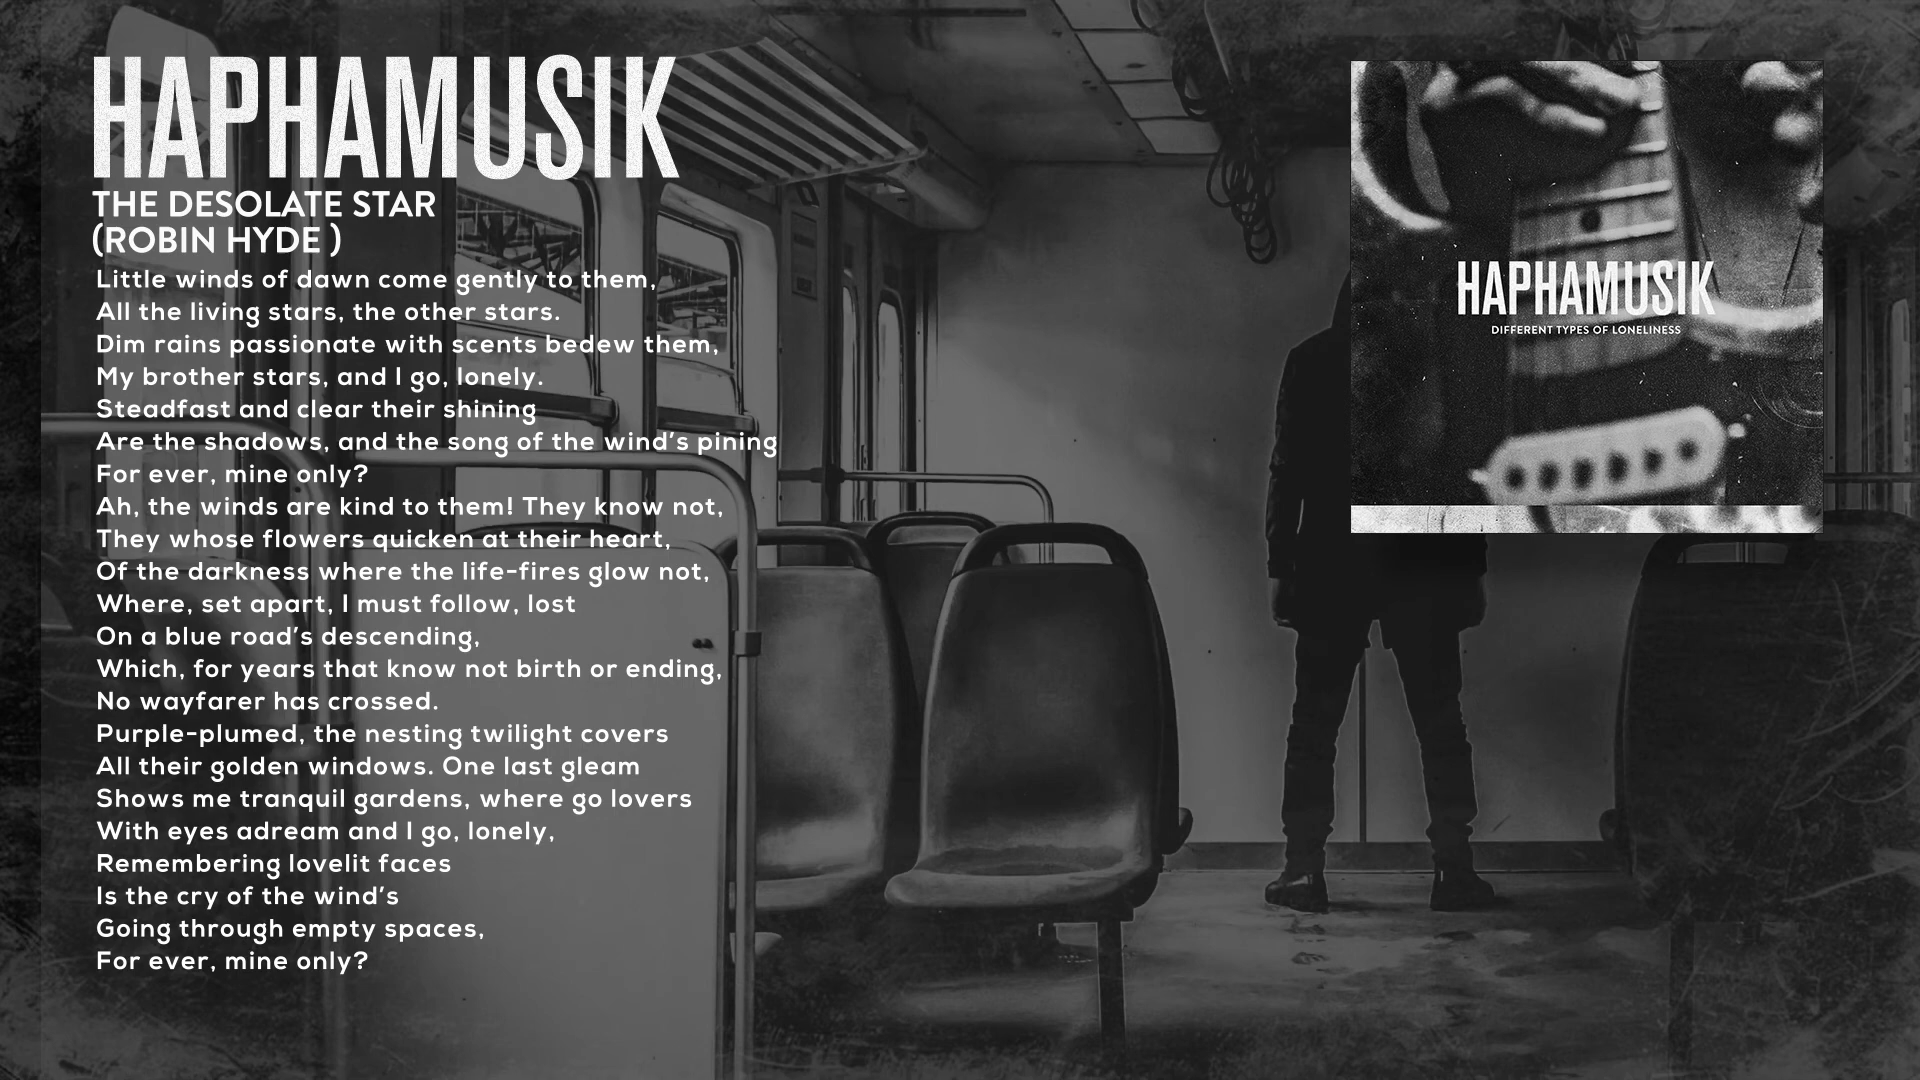 HAPHAMUSIK
THE DESOLATE STAR
(ROBIN HYDE )
Little winds of dawn come gently to them,
All the living stars, the other stars.
Dim rains passionate with scents bedew them,
My brother stars, and I go, lonely.
Steadfast and clear their shining
Are the shadows, and the song of the wind's pining
For ever, mine only?
Ah, the winds are kind to them! They know not,
They whose flowers quicken at their heart,
Of the darkness where the life-fires glow not,
Where, set apart, I must follow, lost
On a blue road's descending,
Which, for years that know not birth or ending,
No wayfarer has crossed.
Purple-plumed, the nesting twilight covers
All their golden windows. One last gleam
Shows me tranquil gardens, where go lovers
With eyes adream and I go, lonely,
Remembering lovelit faces
Is the cry of the wind's
Going through empty spaces,
For ever, mine only?
HAPHAMUSIK
DIFFERENT TYPES OF LONELINESS